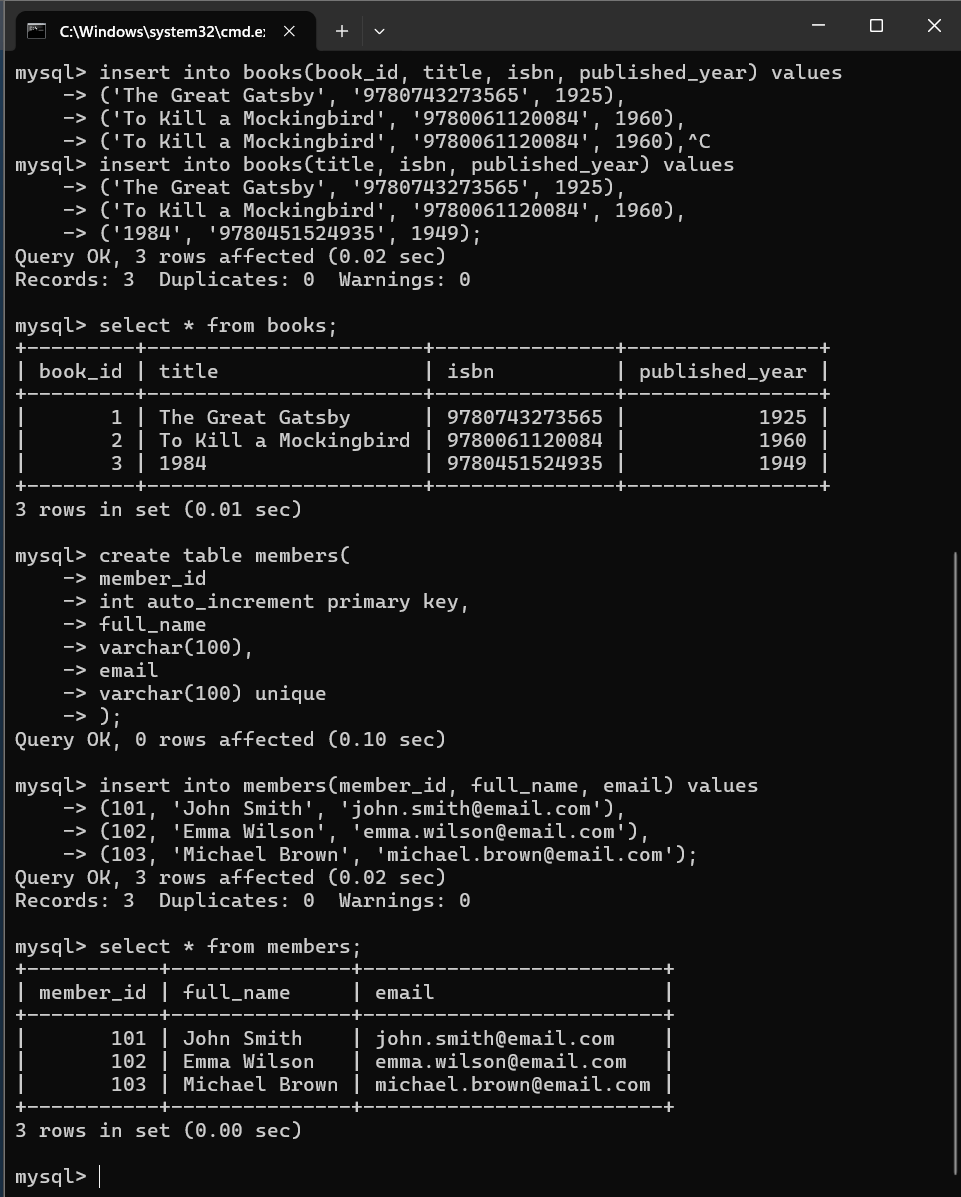 C:\Windows\system32\cmd.e
mysql> insert into books(book_id, title, isbn, published_year) values
    -> ('The Great Gatsby', '9780743273565', 1925),
    -> ('To Kill a Mockingbird', '9780061120084', 1960),
    -> ('To Kill a Mockingbird', '9780061120084', 1960),^C
mysql> insert into books(title, isbn, published_year) values
    -> ('The Great Gatsby', '9780743273565', 1925),
    -> ('To Kill a Mockingbird', '9780061120084', 1960),
    -> ('1984', '9780451524935', 1949);
Query OK, 3 rows affected (0.02 sec)
Records: 3  Duplicates: 0  Warnings: 0
mysql> select * from books;
+---------+-----------------------+---------------+----------------+
| book_id | title                 | isbn          | published_year |
+---------+-----------------------+---------------+----------------+
|       1 | The Great Gatsby      | 9780743273565 |           1925 |
|       2 | To Kill a Mockingbird | 9780061120084 |           1960 |
|       3 | 1984                  | 9780451524935 |           1949 |
+---------+-----------------------+---------------+----------------+
3 rows in set (0.01 sec)
mysql> create table members(
    -> member_id
    -> int auto_increment primary key,
    -> full_name
    -> varchar(100),
    -> email
    -> varchar(100) unique
    -> );
Query OK, 0 rows affected (0.10 sec)
mysql> insert into members(member_id, full_name, email) values
    -> (101, 'John Smith', 'john.smith@email.com'),
    -> (102, 'Emma Wilson', 'emma.wilson@email.com'),
    -> (103, 'Michael Brown', 'michael.brown@email.com');
Query OK, 3 rows affected (0.02 sec)
Records: 3  Duplicates: 0  Warnings: 0
mysql> select * from members;
+-----------+---------------+-------------------------+
| member_id | full_name     | email                   |
+-----------+---------------+-------------------------+
|       101 | John Smith    | john.smith@email.com    |
|       102 | Emma Wilson   | emma.wilson@email.com   |
|       103 | Michael Brown | michael.brown@email.com |
+-----------+---------------+-------------------------+
3 rows in set (0.00 sec)
mysql>